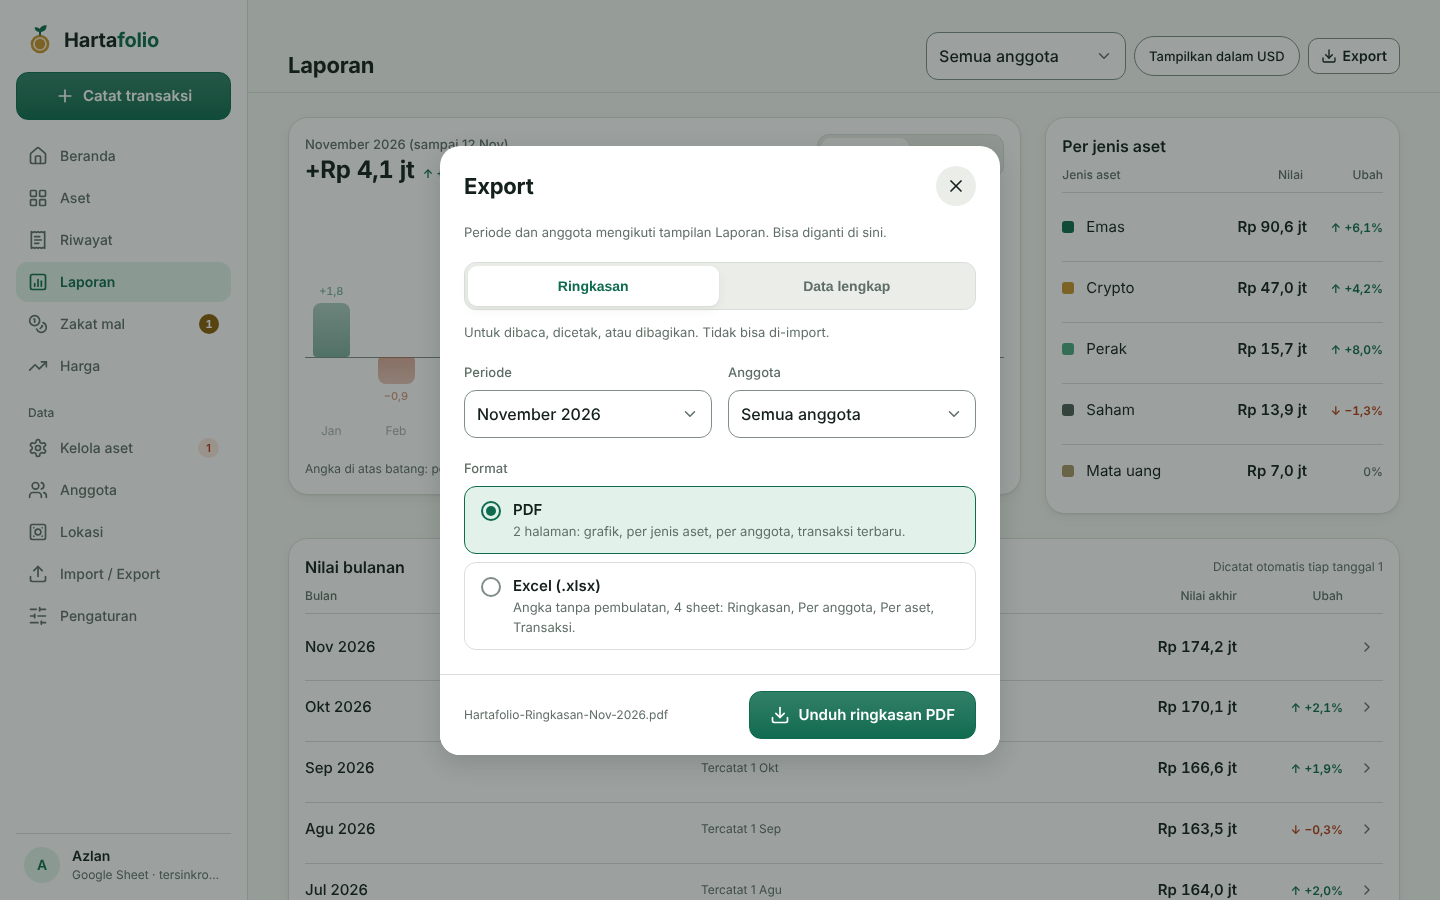 Hartafolio
Catat transaksi
Beranda
Aset
Riwayat
Laporan
Zakat mal 1
Harga
Data
Kelola aset 1
Anggota
Lokasi
Import / Export
Pengaturan
A
Azlan
Google Sheet · tersinkro...
Laporan
Semua anggota
Tampilkan dalam USD
Export
November 2026 (sampai 12 Nov)
+Rp 4,1 jt ↑
+1,8
−0,9
Jan Feb
Angka di atas batang:
Per jenis aset
Jenis aset Nilai Ubah
Emas Rp 90,6 jt ↑ +6,1%
Crypto Rp 47,0 jt ↑ +4,2%
Perak Rp 15,7 jt ↑ +8,0%
Saham Rp 13,9 jt ↓ −1,3%
Mata uang Rp 7,0 jt 0%
Export
Periode dan anggota mengikuti tampilan Laporan. Bisa diganti di sini.
Ringkasan Data lengkap
Untuk dibaca, dicetak, atau dibagikan. Tidak bisa di-import.
Periode Anggota
November 2026 Semua anggota
Format
PDF
2 halaman: grafik, per jenis aset, per anggota, transaksi terbaru.
Excel (.xlsx)
Angka tanpa pembulatan, 4 sheet: Ringkasan, Per anggota, Per aset,
Transaksi.
Hartafolio-Ringkasan-Nov-2026.pdf
Unduh ringkasan PDF
Nilai bulanan Dicatat otomatis tiap tanggal 1
Bulan Nilai akhir Ubah
Nov 2026 Rp 174,2 jt
Okt 2026 Rp 170,1 jt ↑ +2,1%
Sep 2026 Tercatat 1 Okt Rp 166,6 jt ↑ +1,9%
Agu 2026 Tercatat 1 Sep Rp 163,5 jt ↓ −0,3%
Jul 2026 Tercatat 1 Agu Rp 164,0 jt ↑ +2,0%